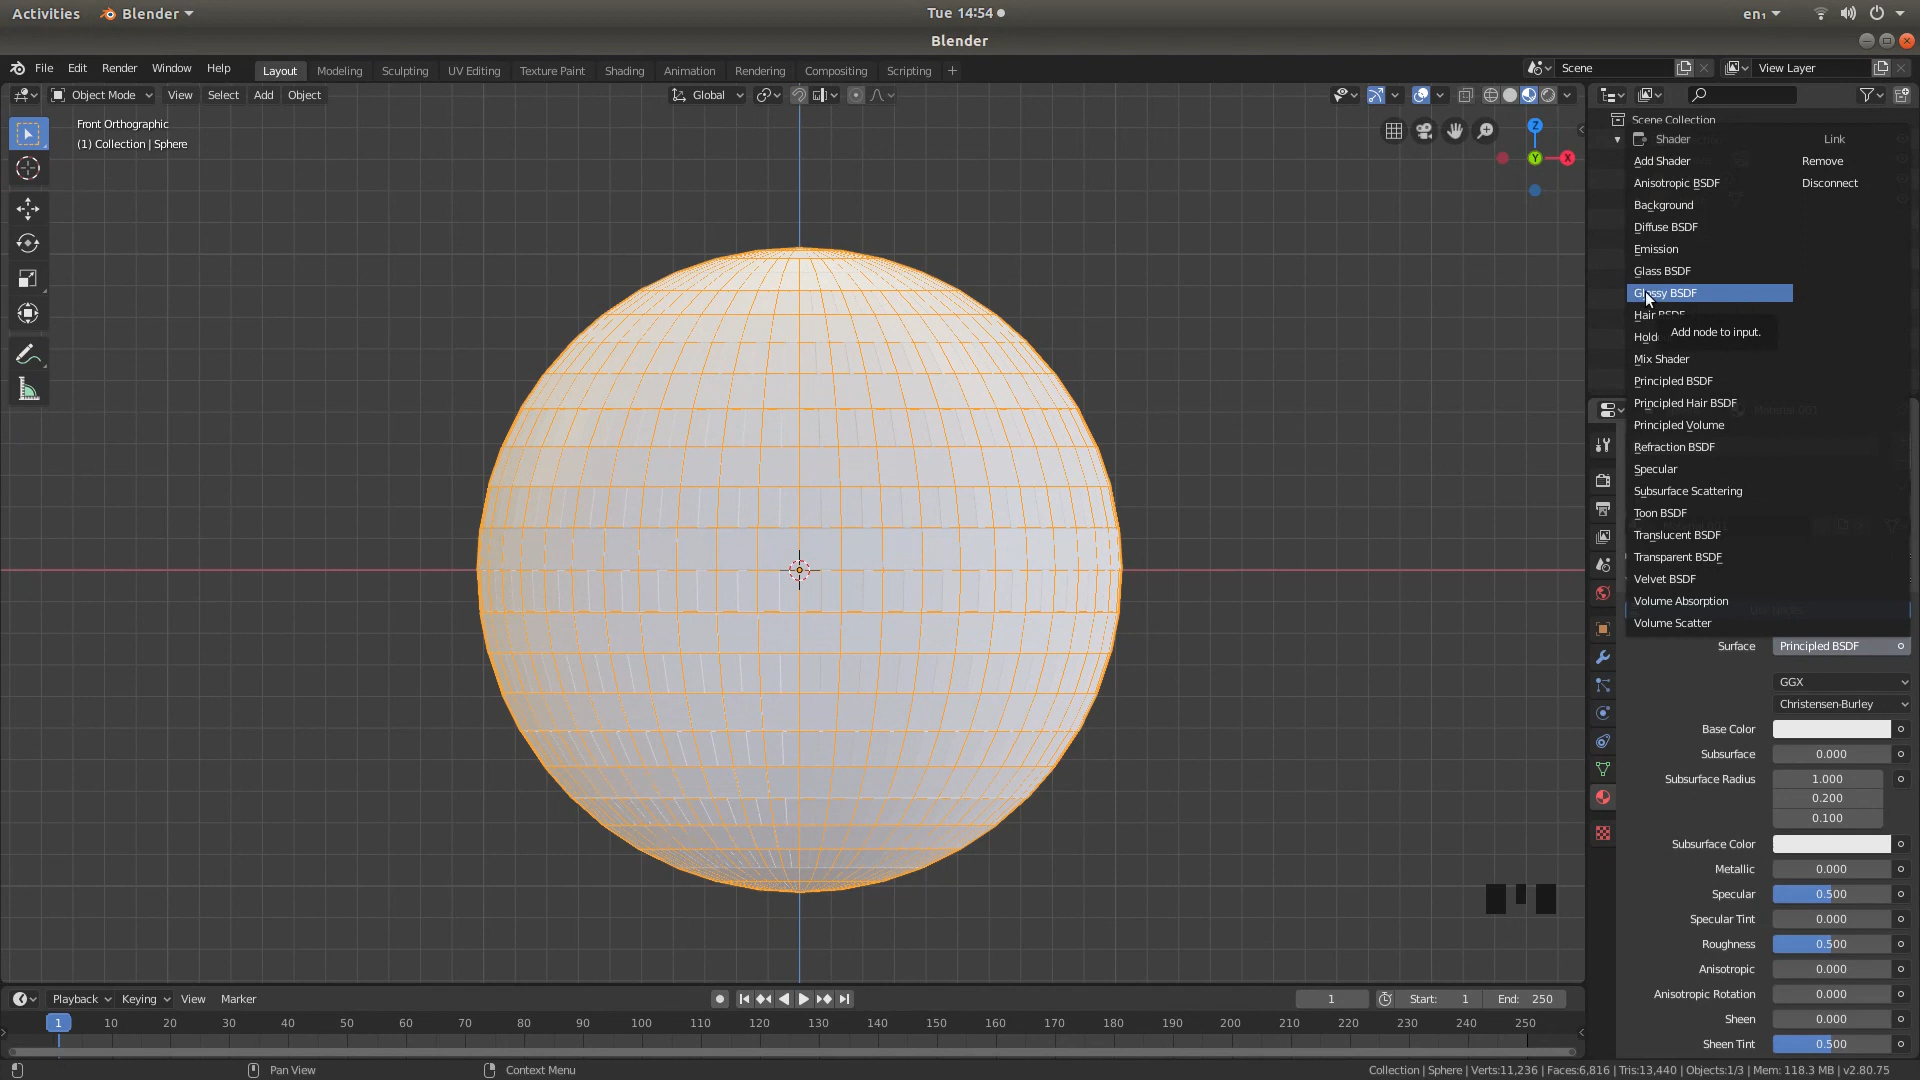 Activities Blender Tue 14:54 en₁
Blender
File Edit Render Window Help Layout Modeling Sculpting UV Editing Texture Paint Shading Animation Rendering Compositing Scripting + Scene View Layer
Object Mode View Select Add Object Global
Front Orthographic
(1) Collection | Sphere
Z
Y X
Scene Collection
Shader Link
Add Shader Remove
Anisotropic BSDF Disconnect
Background
Diffuse BSDF
Emission
Glass BSDF
Glossy BSDF
Hair BSDF
Add node to input.
Mix Shader
Principled BSDF
Principled Hair BSDF
Principled Volume
Refraction BSDF
Specular
Subsurface Scattering
Toon BSDF
Translucent BSDF
Transparent BSDF
Velvet BSDF
Volume Absorption
Volume Scatter
Surface Principled BSDF
GGX
Christensen-Burley
Base Color
Subsurface 0.000
Subsurface Radius 1.000
0.200
0.100
Subsurface Color
Metallic 0.000
Specular 0.500
Specular Tint 0.000
Roughness 0.500
Anisotropic 0.000
Anisotropic Rotation 0.000
Sheen 0.000
Sheen Tint 0.500
Playback Keying View Marker 1 Start: 1 End: 250
1 10 20 30 40 50 60 70 80 90 100 110 120 130 140 150 160 170 180 190 200 210 220 230 240 250
Pan View Context Menu Collection | Sphere | Verts:11,236 | Faces:6,816 | Tris:13,440 | Objects:1/3 | Mem: 118.3 MB | v2.80.75